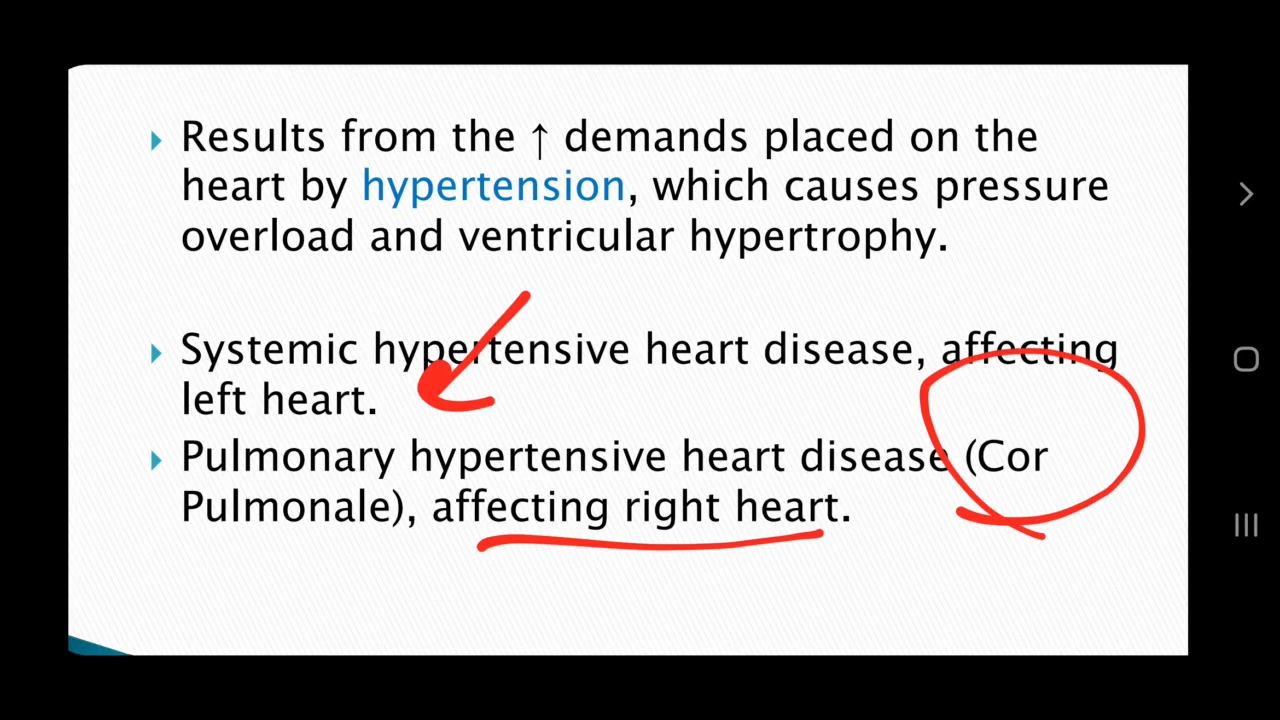 Results from the ↑ demands placed on the
heart by hypertension, which causes pressure
overload and ventricular hypertrophy.
Systemic hypertensive heart disease, affecting
left heart.
Pulmonary hypertensive heart disease (Cor
Pulmonale), affecting right heart.